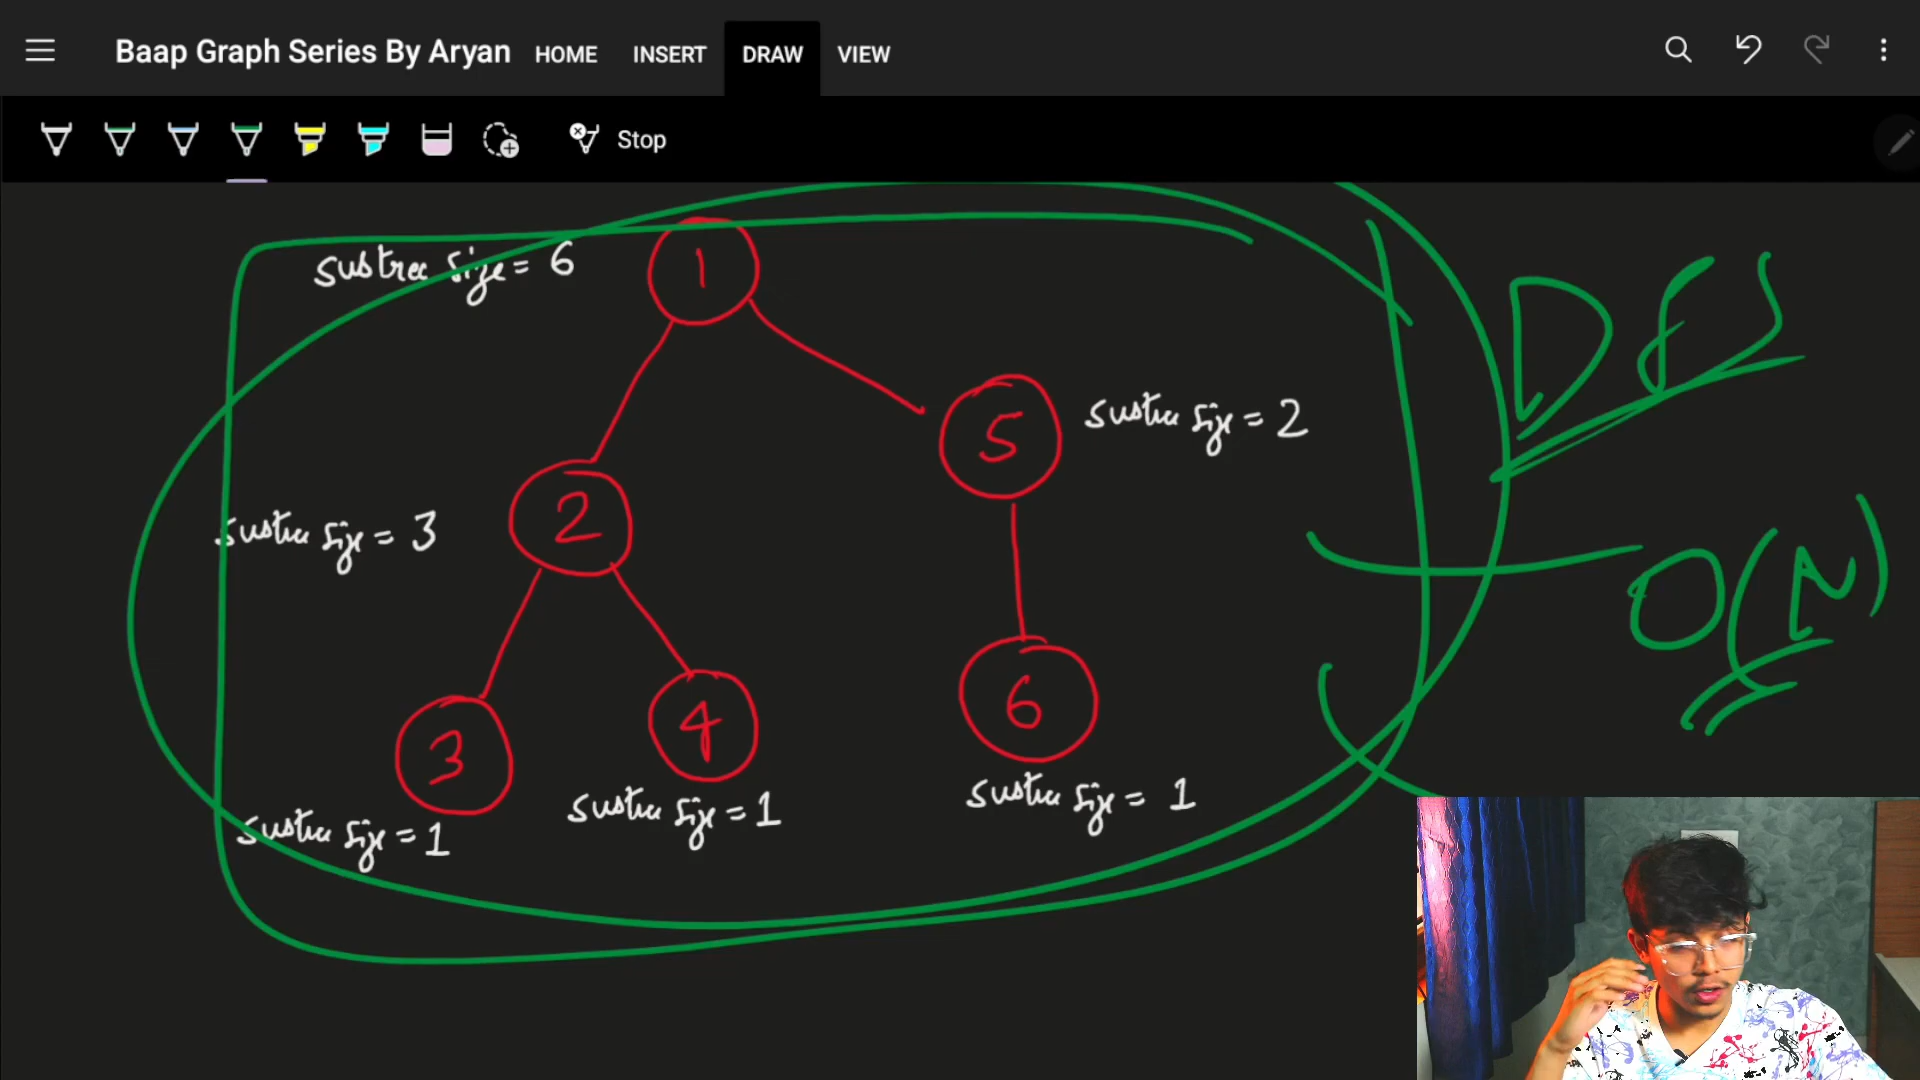 Baap Graph Series By Aryan HOME INSERT DRAW VIEW
Stop
Subtree Size = 6
1
DFS
5
Subtree Size = 2
2
Subtree Size = 3
O(N)
3
4
6
Subtree Size = 1
Subtree Size = 1
Subtree Size = 1